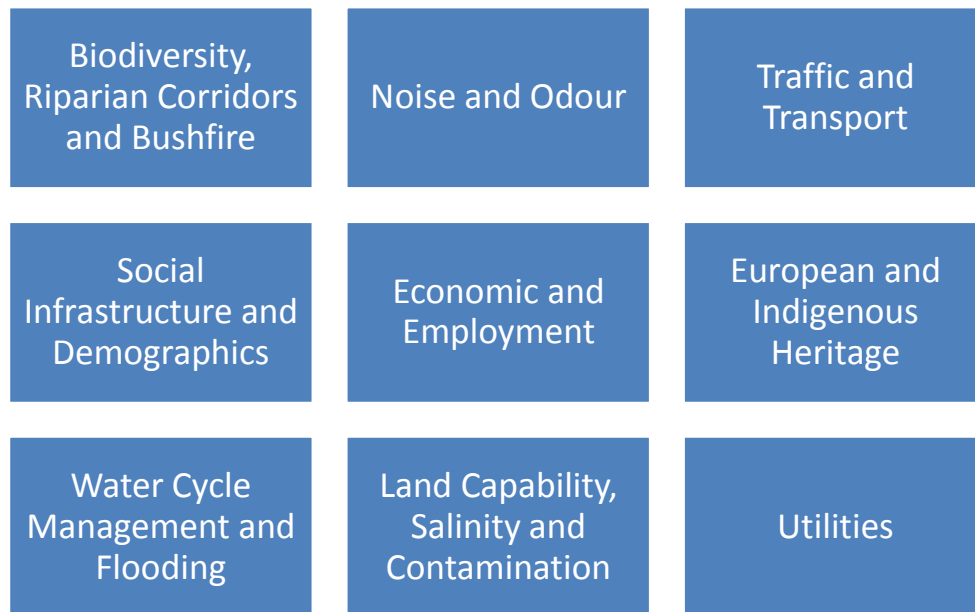 Biodiversity,
Riparian Corridors
and Bushfire
Noise and Odour
Traffic and
Transport
Social
Infrastructure and
Demographics
Economic and
Employment
European and
Indigenous
Heritage
Water Cycle
Management and
Flooding
Land Capability,
Salinity and
Contamination
Utilities